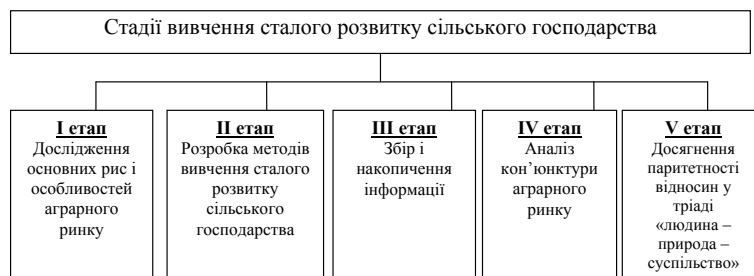 Стадії вивчення сталого розвитку сільського господарства
І етап
Дослідження
основних рис і
особливостей
аграрного
ринку
ІІ етап
Розробка методів
вивчення сталого
розвитку
сільського
господарства
ІІІ етап
Збір і
накопичення
інформації
IV етап
Аналіз
кон’юнктури
аграрного
ринку
V етап
Досягнення
паритетності
відносин у
тріаді
«людина –
природа –
суспільство»